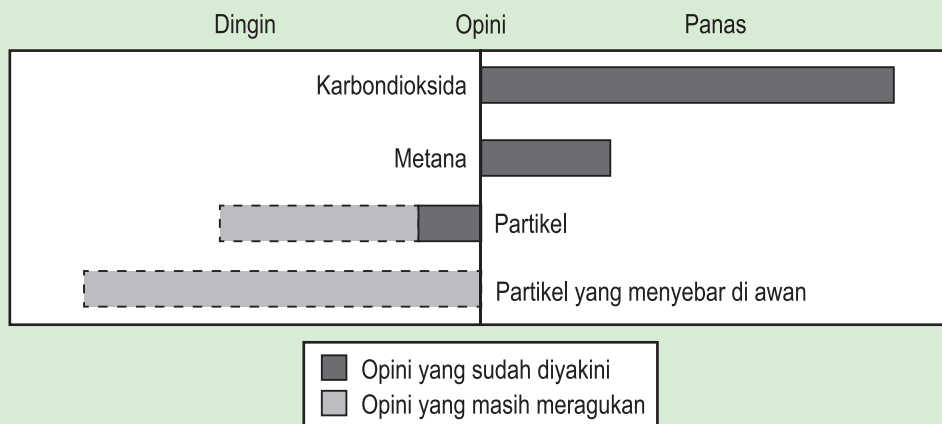 Dingin Opini Panas
Karbondioksida
Metana
Partikel
Partikel yang menyebar di awan
Opini yang sudah diyakini
Opini yang masih meragukan